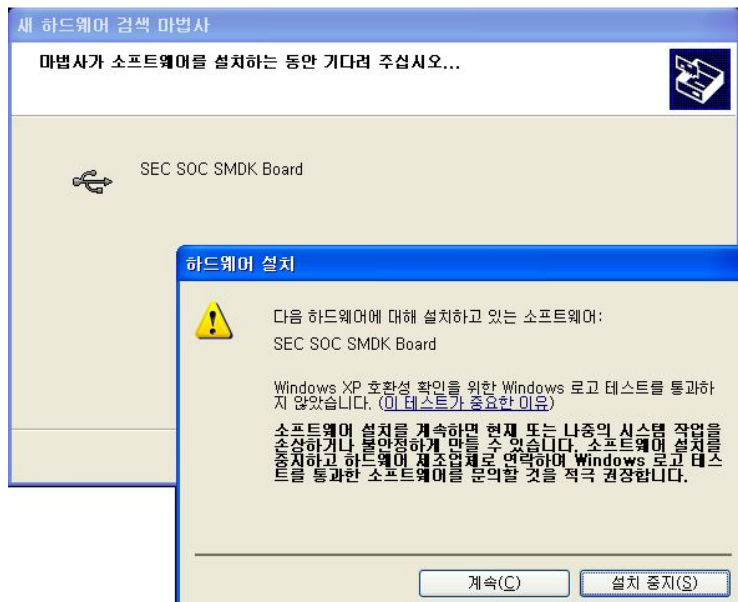 새 하드웨어 검색 마법사
마법사가 소프트웨어를 설치하는 동안 기다려 주십시오...
SEC SOC SMDK Board
하드웨어 설치
다음 하드웨어에 대해 설치하고 있는 소프트웨어:
SEC SOC SMDK Board
Windows XP 호환성 확인을 위한 Windows 로고 테스트를 통과하
지 않았습니다. (이 테스트가 중요한 이유)
소프트웨어 설치를 계속하면 현재 또는 나중의 시스템 작업을
손상하거나 불안정하게 만들 수 있습니다. 소프트웨어 설치를
중지하고 하드웨어 제조업체로 연락하여 Windows 로고 테스
트를 통과한 소프트웨어를 문의할 것을 적극 권장합니다.
계속(C) 설치 중지(S)